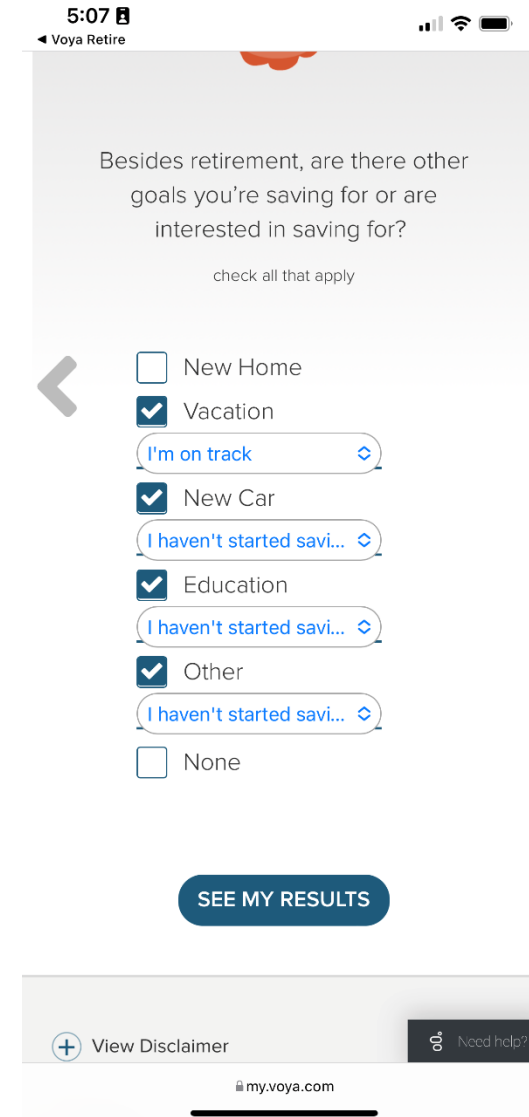 5:07
◀ Voya Retire
Besides retirement, are there other
goals you’re saving for or are
interested in saving for?
check all that apply
New Home
Vacation
I'm on track
New Car
I haven't started savi...
Education
I haven't started savi...
Other
I haven't started savi...
None
SEE MY RESULTS
View Disclaimer
Need help?
my.voya.com